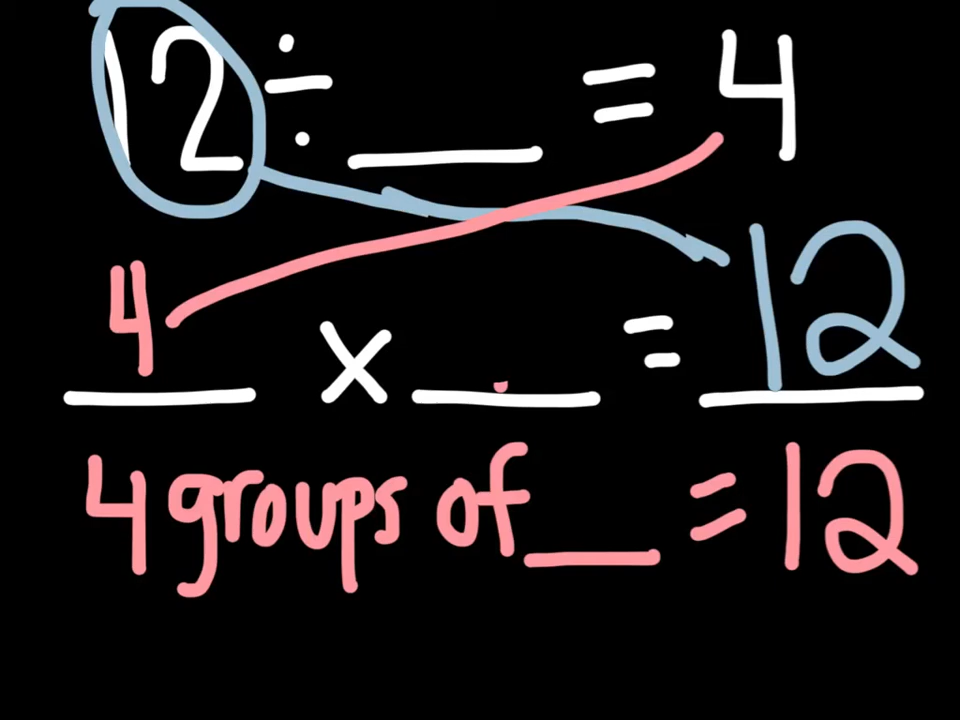 12 ÷ ___ = 4
4 x ___ = 12
4 groups of ___ = 12